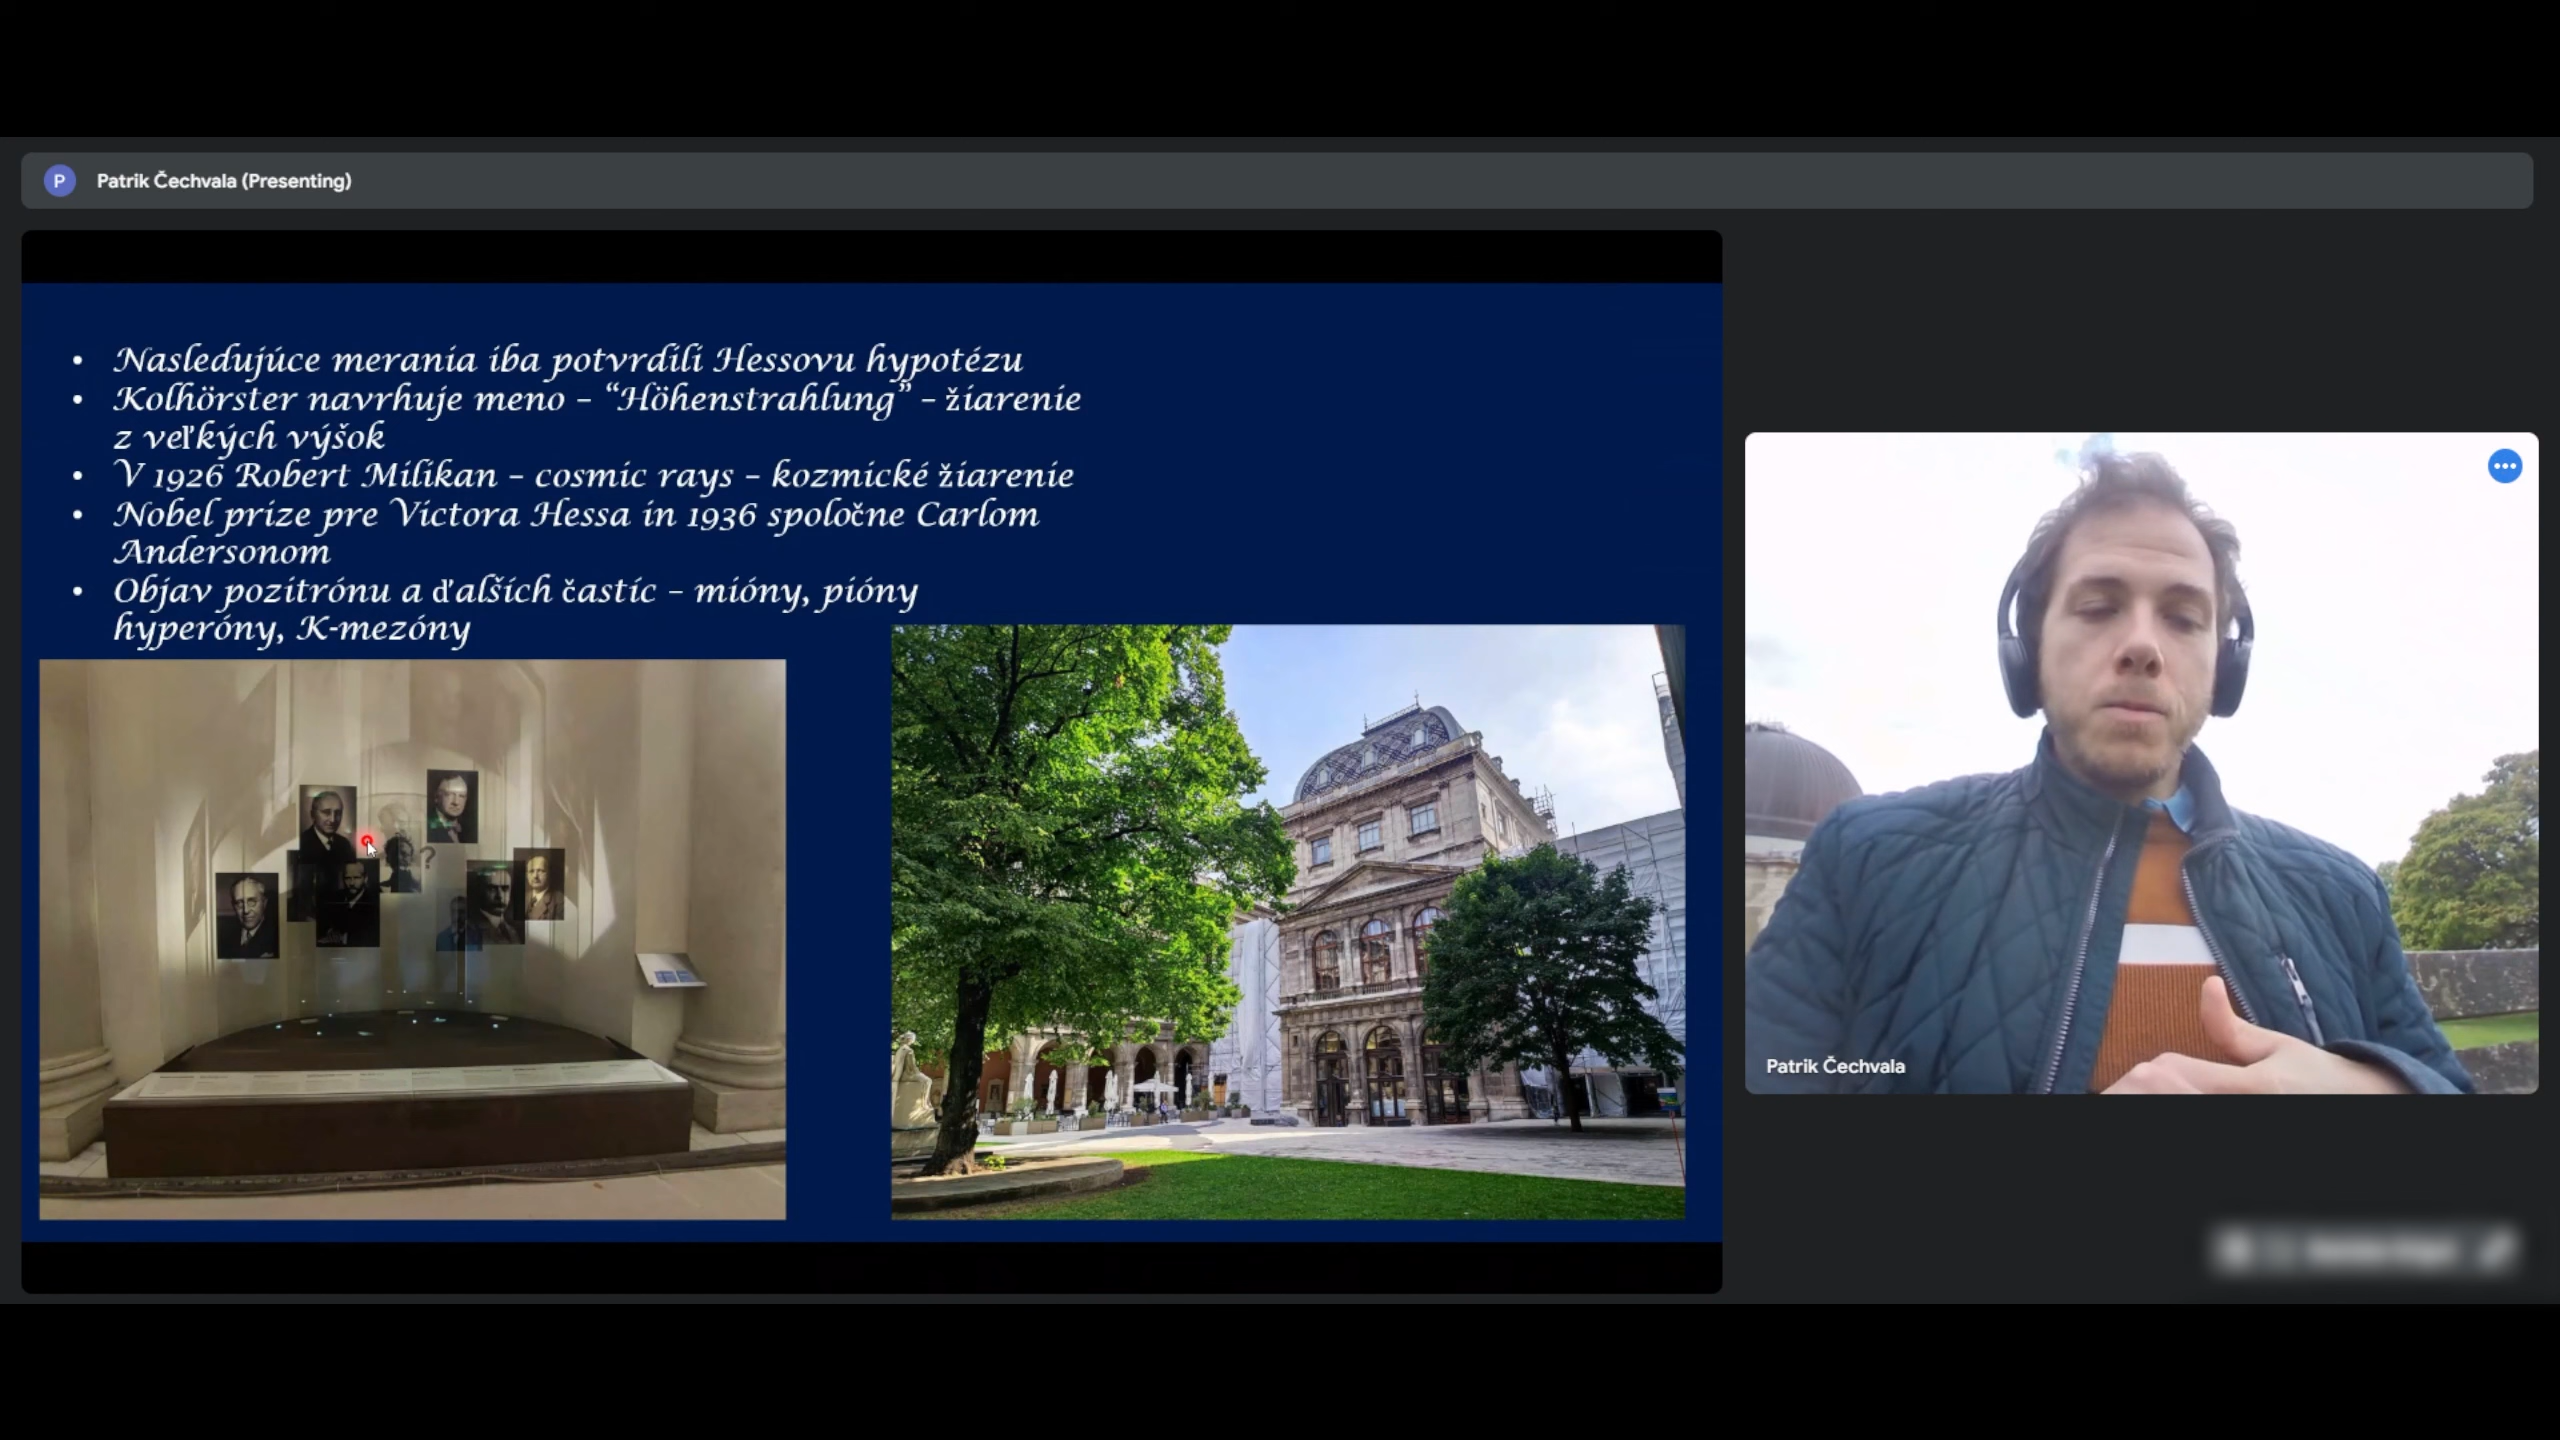 P Patrik Čechvala (Presenting)
• Nasledujúce merania iba potvrdili Hessovu hypotézu
• Kolhörster navrhuje meno – “Höhenstrahlung” – žiarenie
z veľkých výšok
• V 1926 Robert Milikan – cosmic rays – kozmické žiarenie
• Nobel prize pre Victora Hessa in 1936 spoločne Carlom
Andersonom
• Objav pozitrónu a ďalších častíc – mióny, pióny
hyperóny, K-mezóny
?
Patrik Čechvala